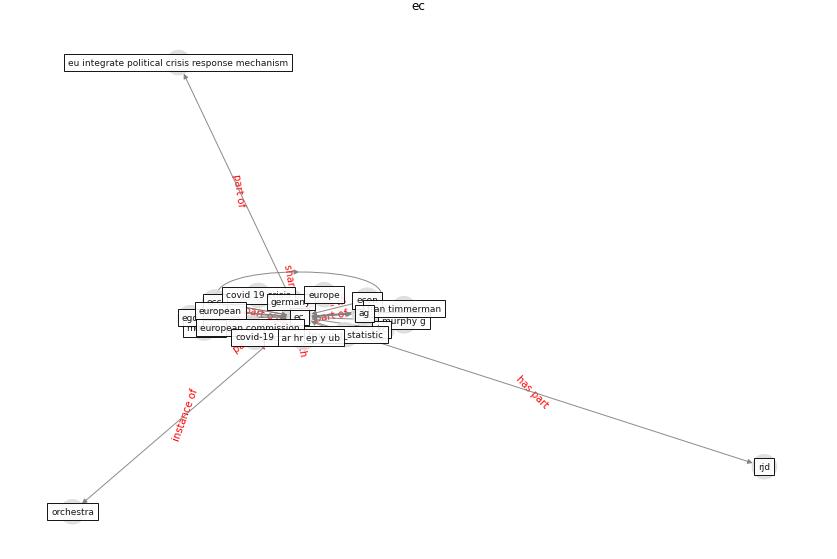 ec
eu integrate political crisis response mechanism
part of
shar
covid 19 crisis
europe
germany
econ
european
an timmerman
ec
part of
ag
murphy g
european commission
statistic
covid-19
ar hr ep y ub
has part
instance of
rjd
orchestra